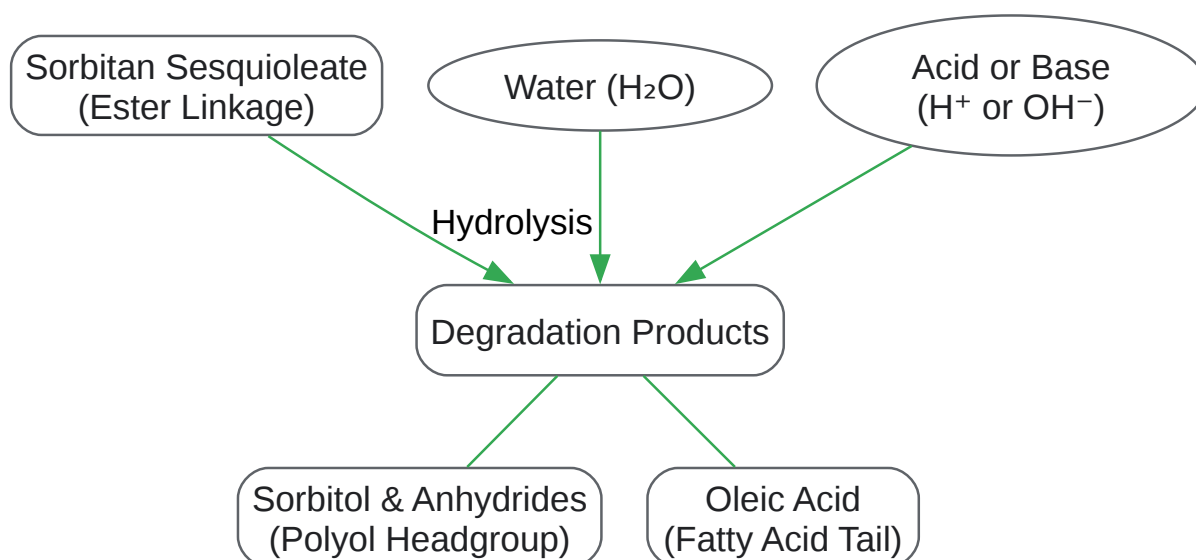 Sorbitan Sesquioleate
(Ester Linkage)
Water (H₂O)
Acid or Base
(H⁺ or OH⁻)
Hydrolysis
Degradation Products
Sorbitol & Anhydrides
(Polyol Headgroup)
Oleic Acid
(Fatty Acid Tail)